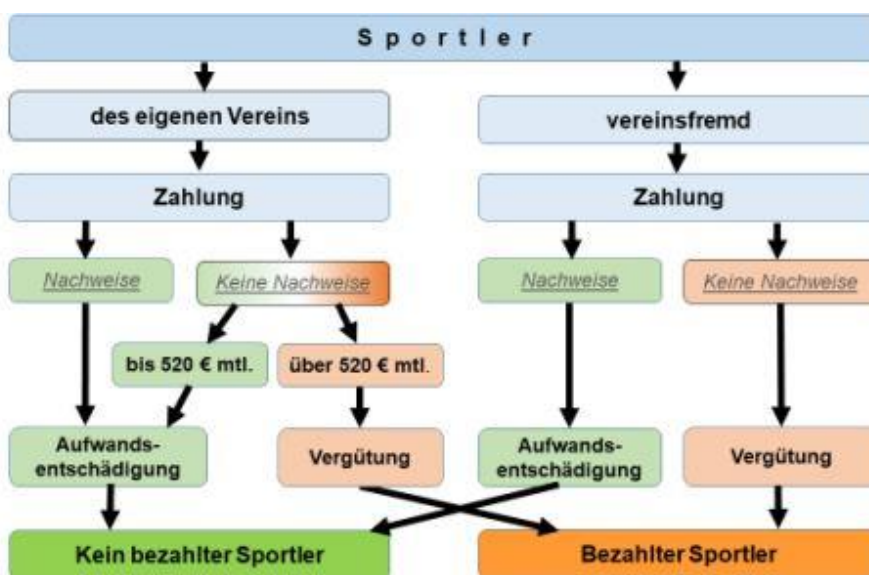 Sportler
des eigenen Vereins
vereinsfremd
Zahlung
Zahlung
Nachweise
Keine Nachweise
Nachweise
Keine Nachweise
bis 520 € mtl.
über 520 € mtl.
Aufwands-
entschädigung
Vergütung
Aufwands-
entschädigung
Vergütung
Kein bezahlter Sportler
Bezahlter Sportler